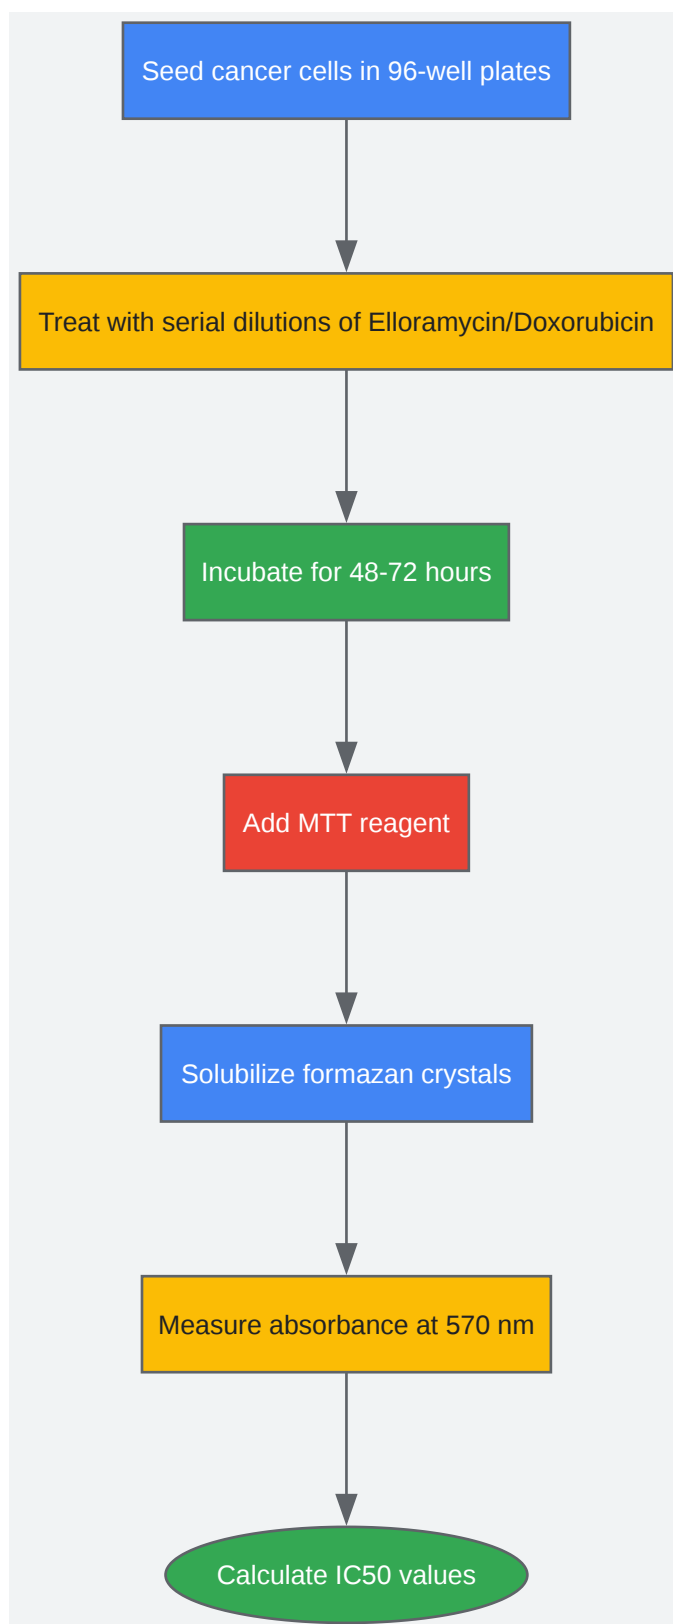 Seed cancer cells in 96-well plates
Treat with serial dilutions of Elloramycin/Doxorubicin
Incubate for 48-72 hours
Add MTT reagent
Solubilize formazan crystals
Measure absorbance at 570 nm
Calculate IC50 values